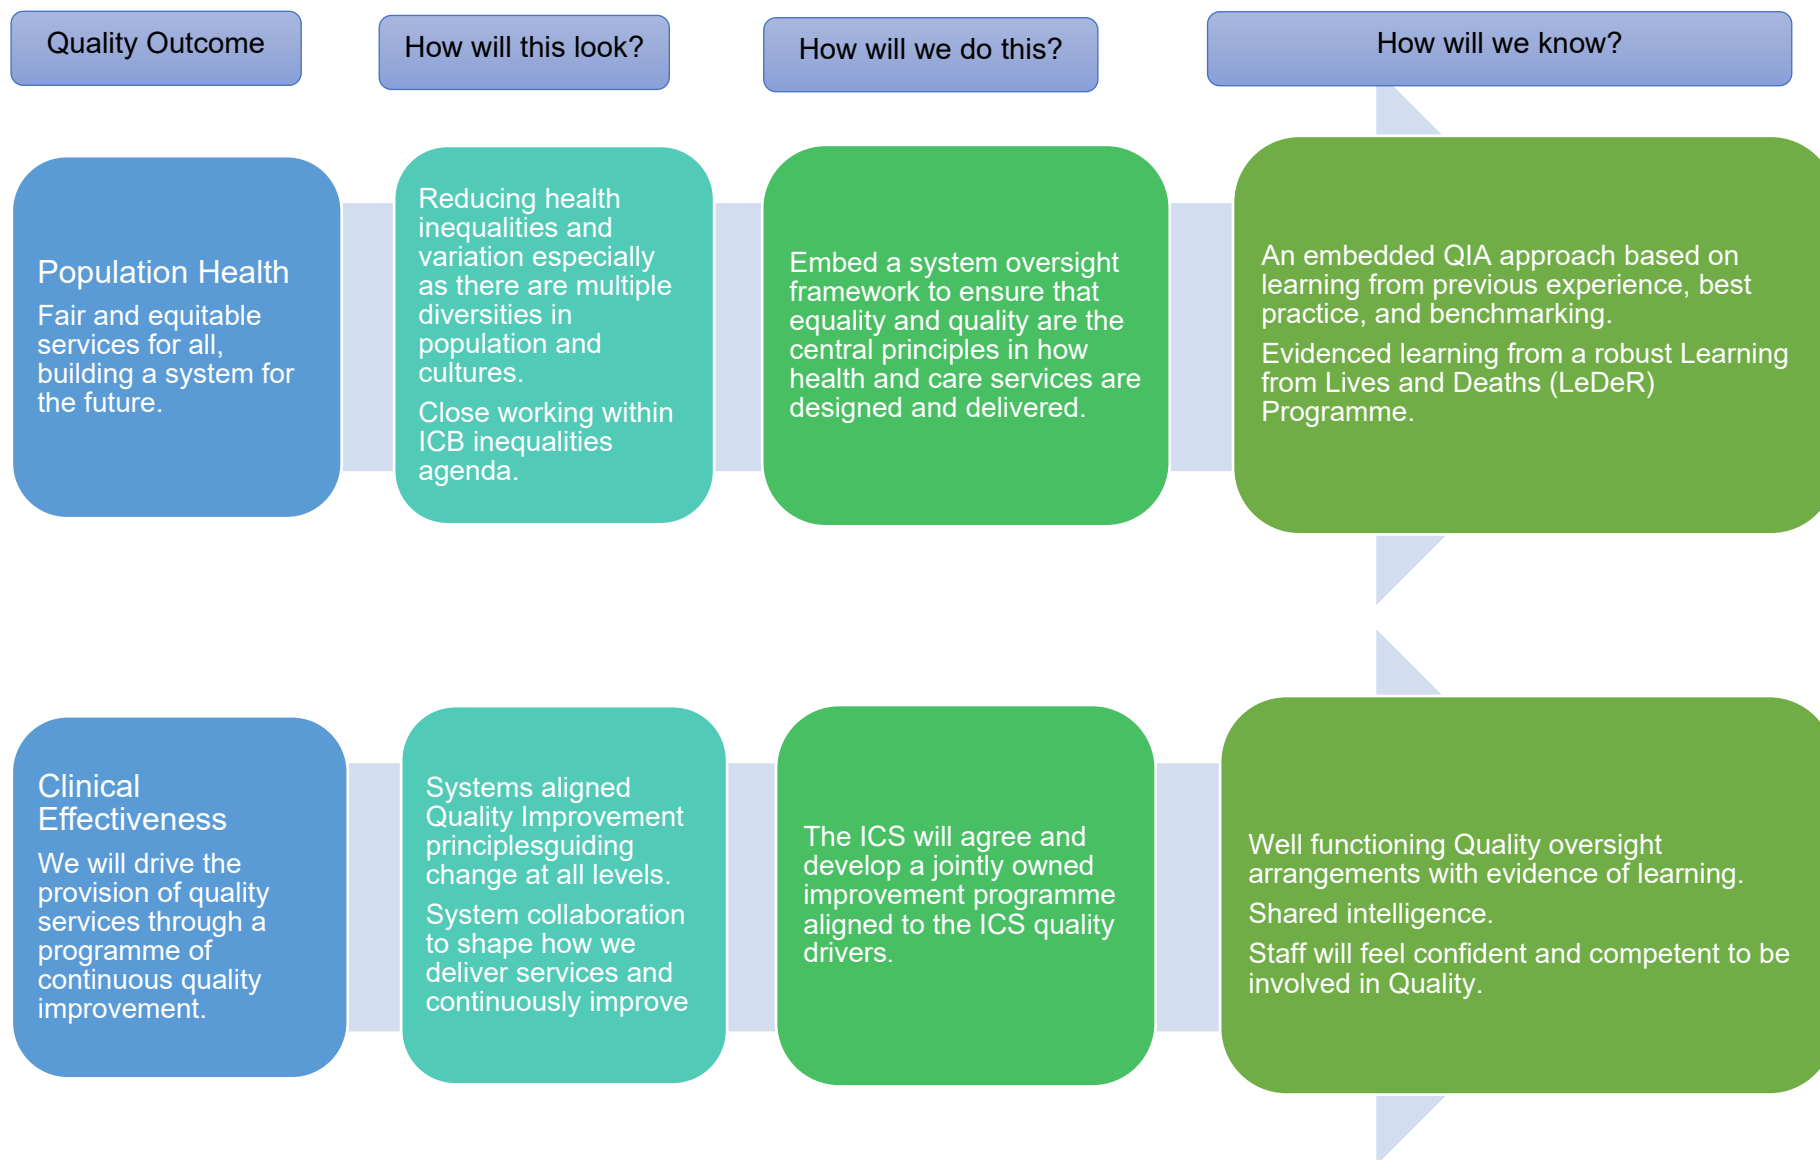 Quality Outcome
How will this look?
How will we do this?
How will we know?
Population Health
Fair and equitable
services for all,
building a system for
the future.
Reducing health
inequalities and
variation especially
as there are multiple
diversities in
population and
cultures.
Close working within
ICB inequalities
agenda.
Embed a system oversight
framework to ensure that
equality and quality are the
central principles in how
health and care services are
designed and delivered.
An embedded QIA approach based on
learning from previous experience, best
practice, and benchmarking.
Evidenced learning from a robust Learning
from Lives and Deaths (LeDeR)
Programme.
Clinical
Effectiveness
We will drive the
provision of quality
services through a
programme of
continuous quality
improvement.
Systems aligned
Quality Improvement
principlesguiding
change at all levels.
System collaboration
to shape how we
deliver services and
continuously improve
The ICS will agree and
develop a jointly owned
improvement programme
aligned to the ICS quality
drivers.
Well functioning Quality oversight
arrangements with evidence of learning.
Shared intelligence.
Staff will feel confident and competent to be
involved in Quality.